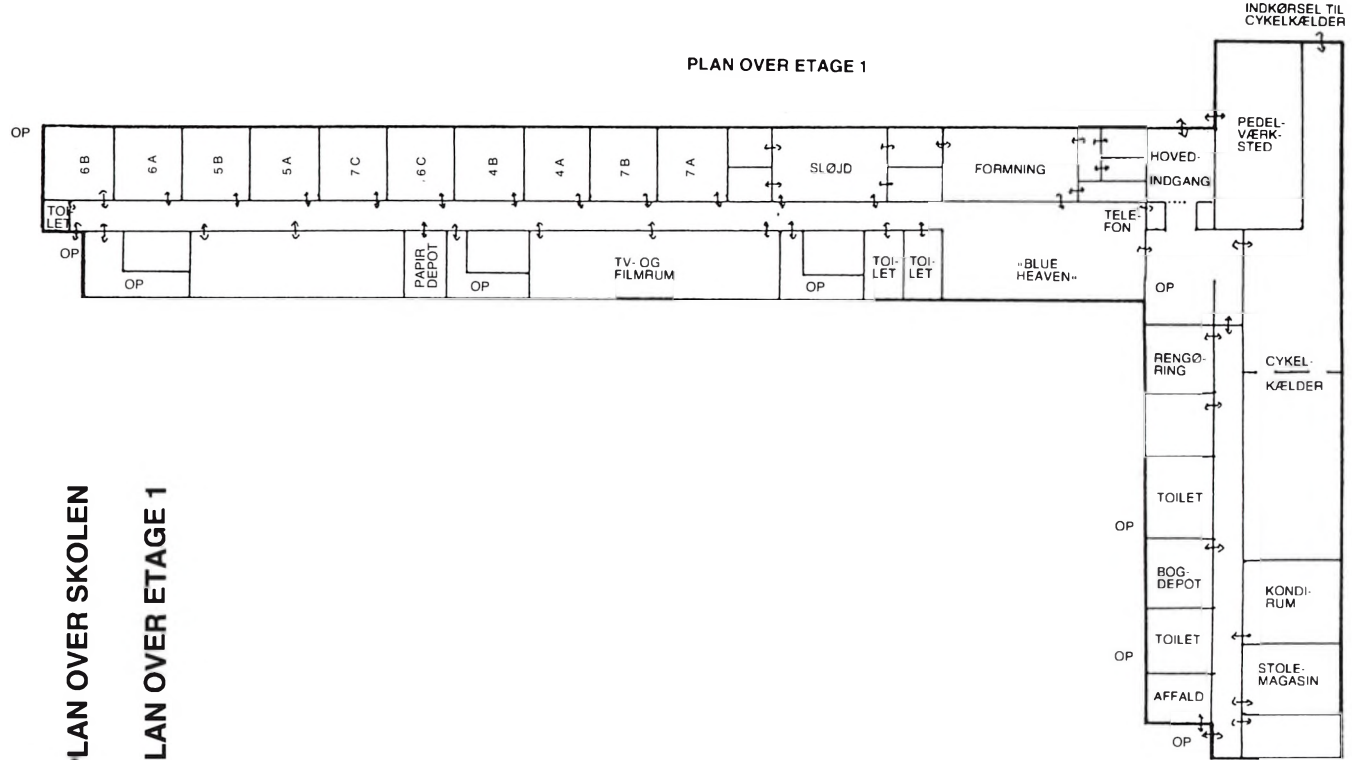 INDKØRSEL TIL
CYKELKÆLDER
PLAN OVER ETAGE 1
OP
6 B
6 A
5 B
5 A
7 C
6 C
4 B
4 A
7 B
7 A
SLØJD
FORMNING
HOVED-
INDGANG
PEDEL-
VÆRK-
STED
TOI-
LET
TELE-
FON
OP
OP
PAPIR
DEPOT
OP
TV- OG
FILMRUM
OP
TOI-
LET
TOI-
LET
"BLUE
HEAVEN"
OP
RENGØ-
RING
CYKEL-
KÆLDER
TOILET
OP
BOG-
DEPOT
KONDI-
RUM
TOILET
OP
STOLE-
MAGASIN
AFFALD
OP
LAN OVER SKOLEN
LAN OVER ETAGE 1